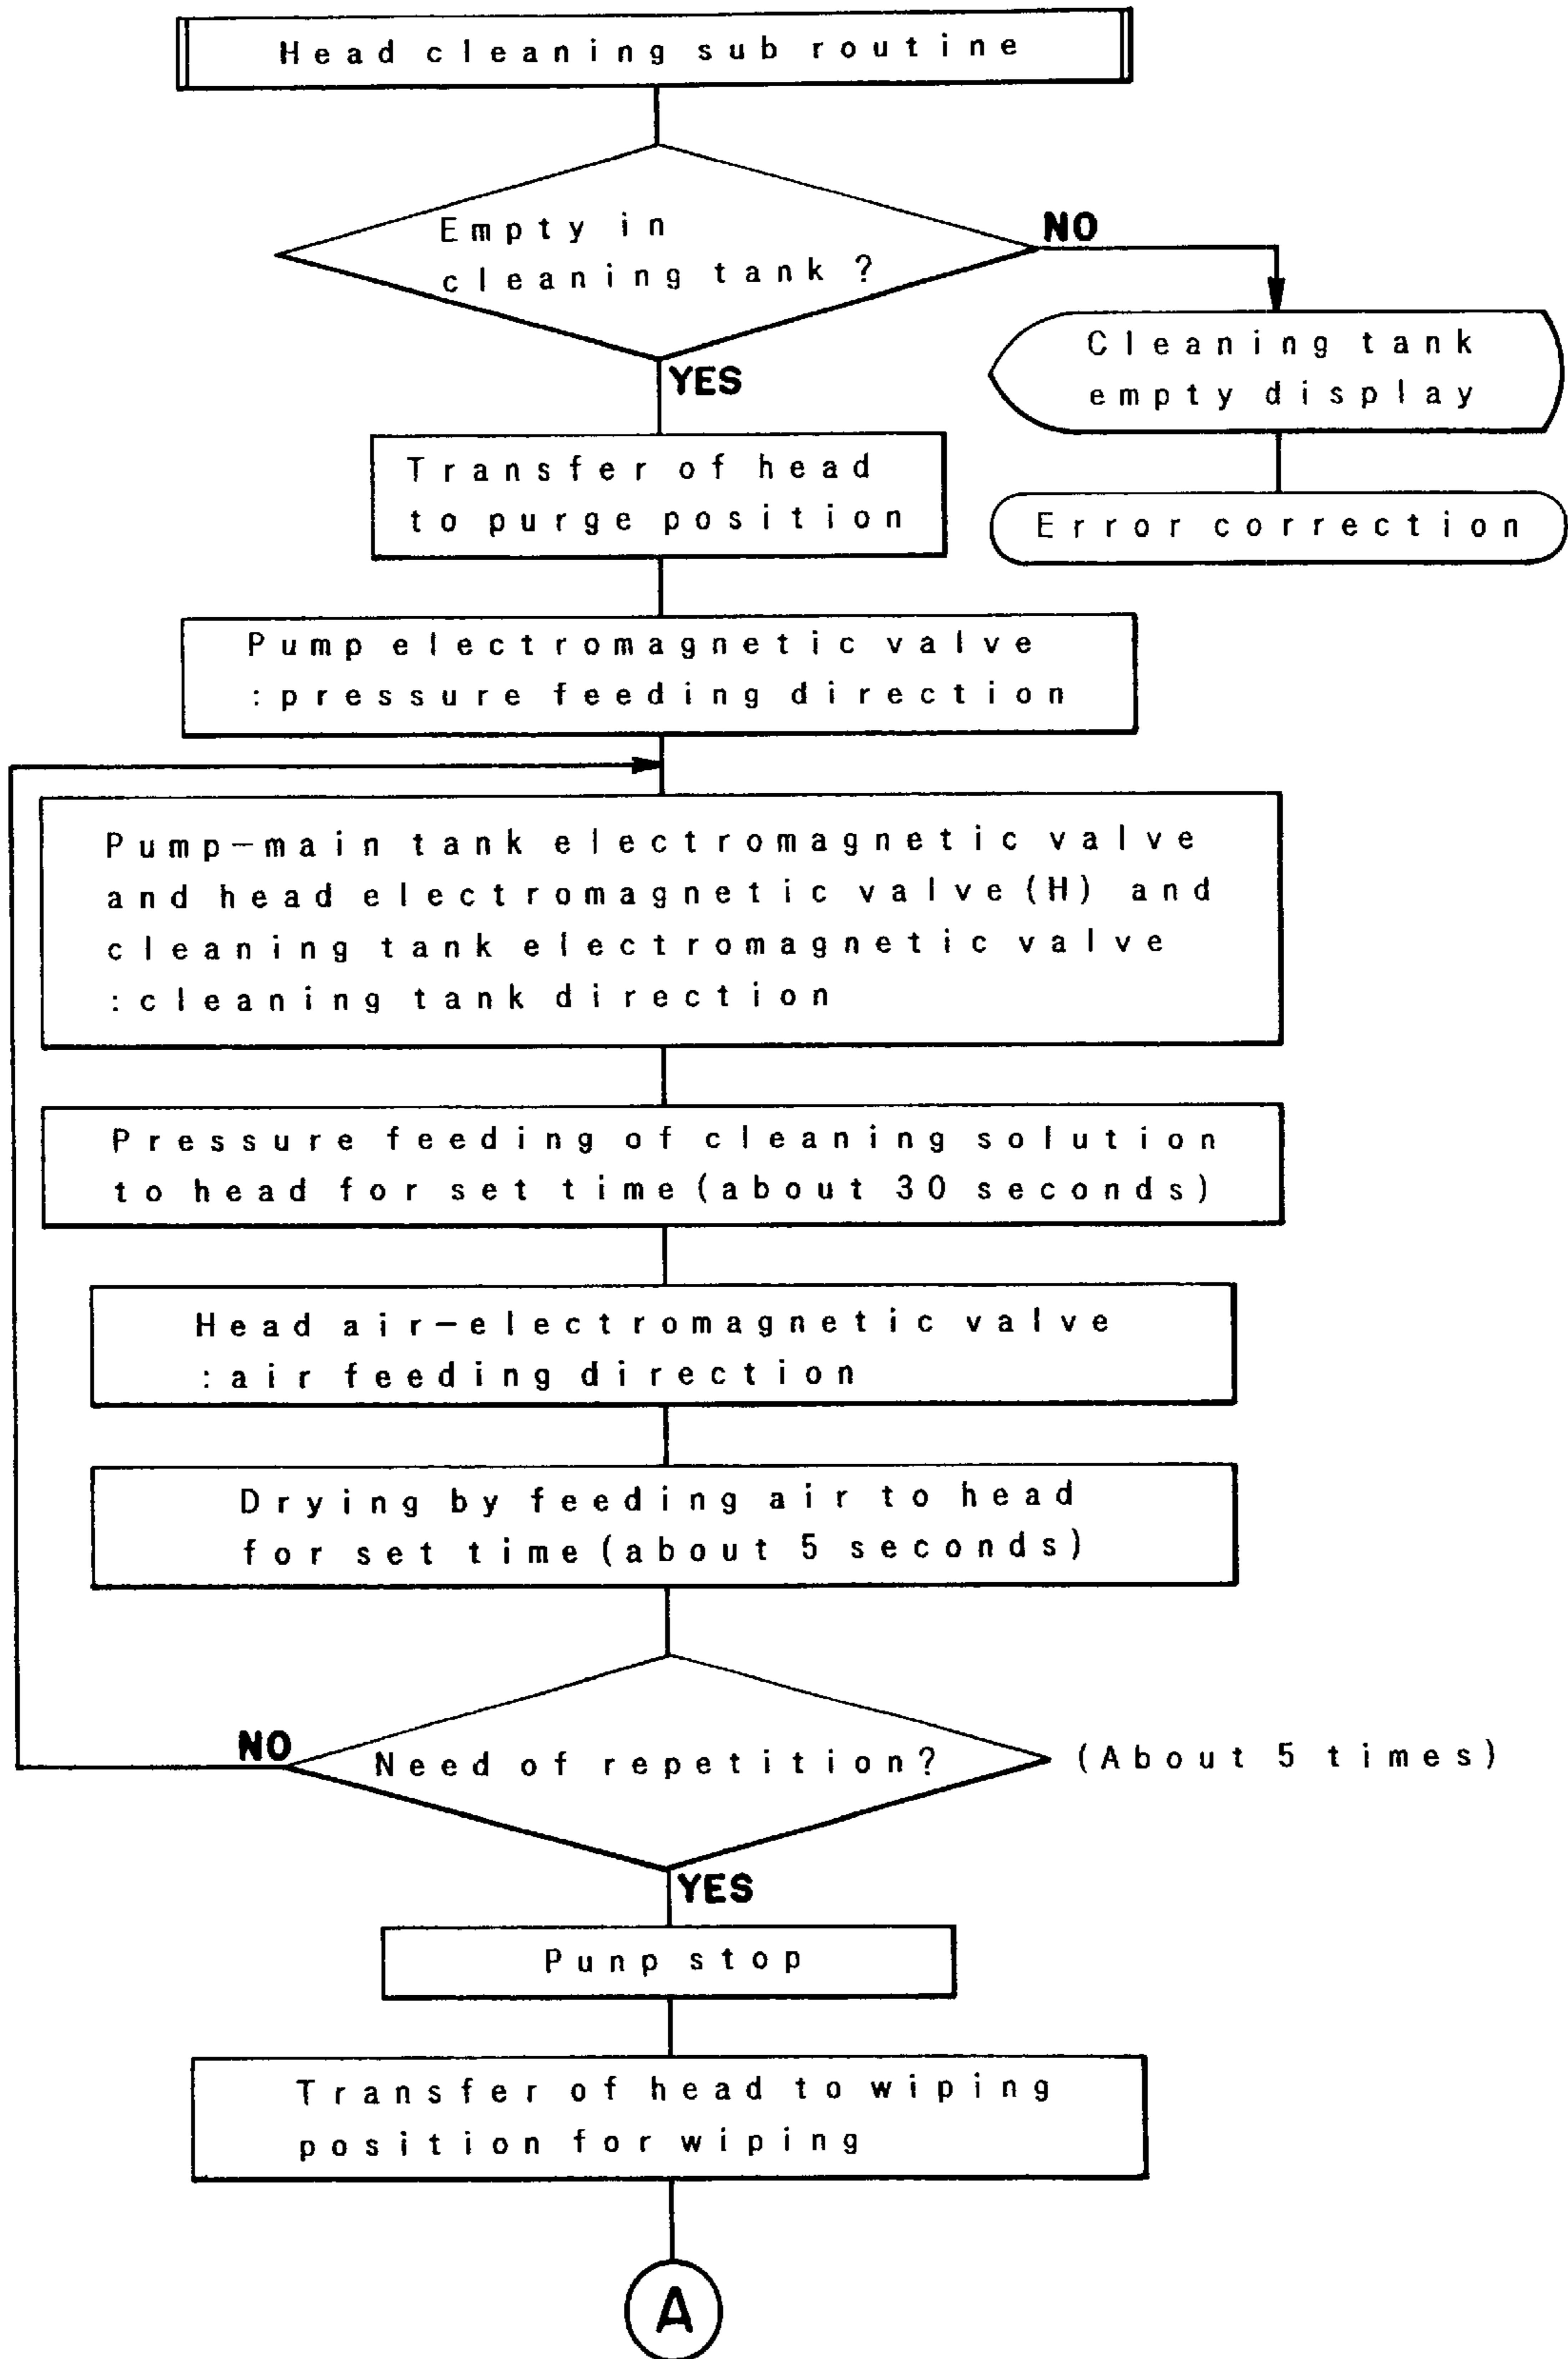 Head cleaning sub routine
Empty in
cleaning tank ?
NO
Cleaning tank
empty display
YES
Error correction
Transfer of head
to purge position
Pump electromagnetic valve
:pressure feeding direction
Pump-main tank electromagnetic valve
and head electromagnetic valve(H) and
cleaning tank electromagnetic valve
:cleaning tank direction
Pressure feeding of cleaning solution
to head for set time(about 30 seconds)
Head air-electromagnetic valve
:air feeding direction
Drying by feeding air to head
for set time(about 5 seconds)
NO
Need of repetition?
(About 5 times)
YES
Punp stop
Transfer of head to wiping
position for wiping
A